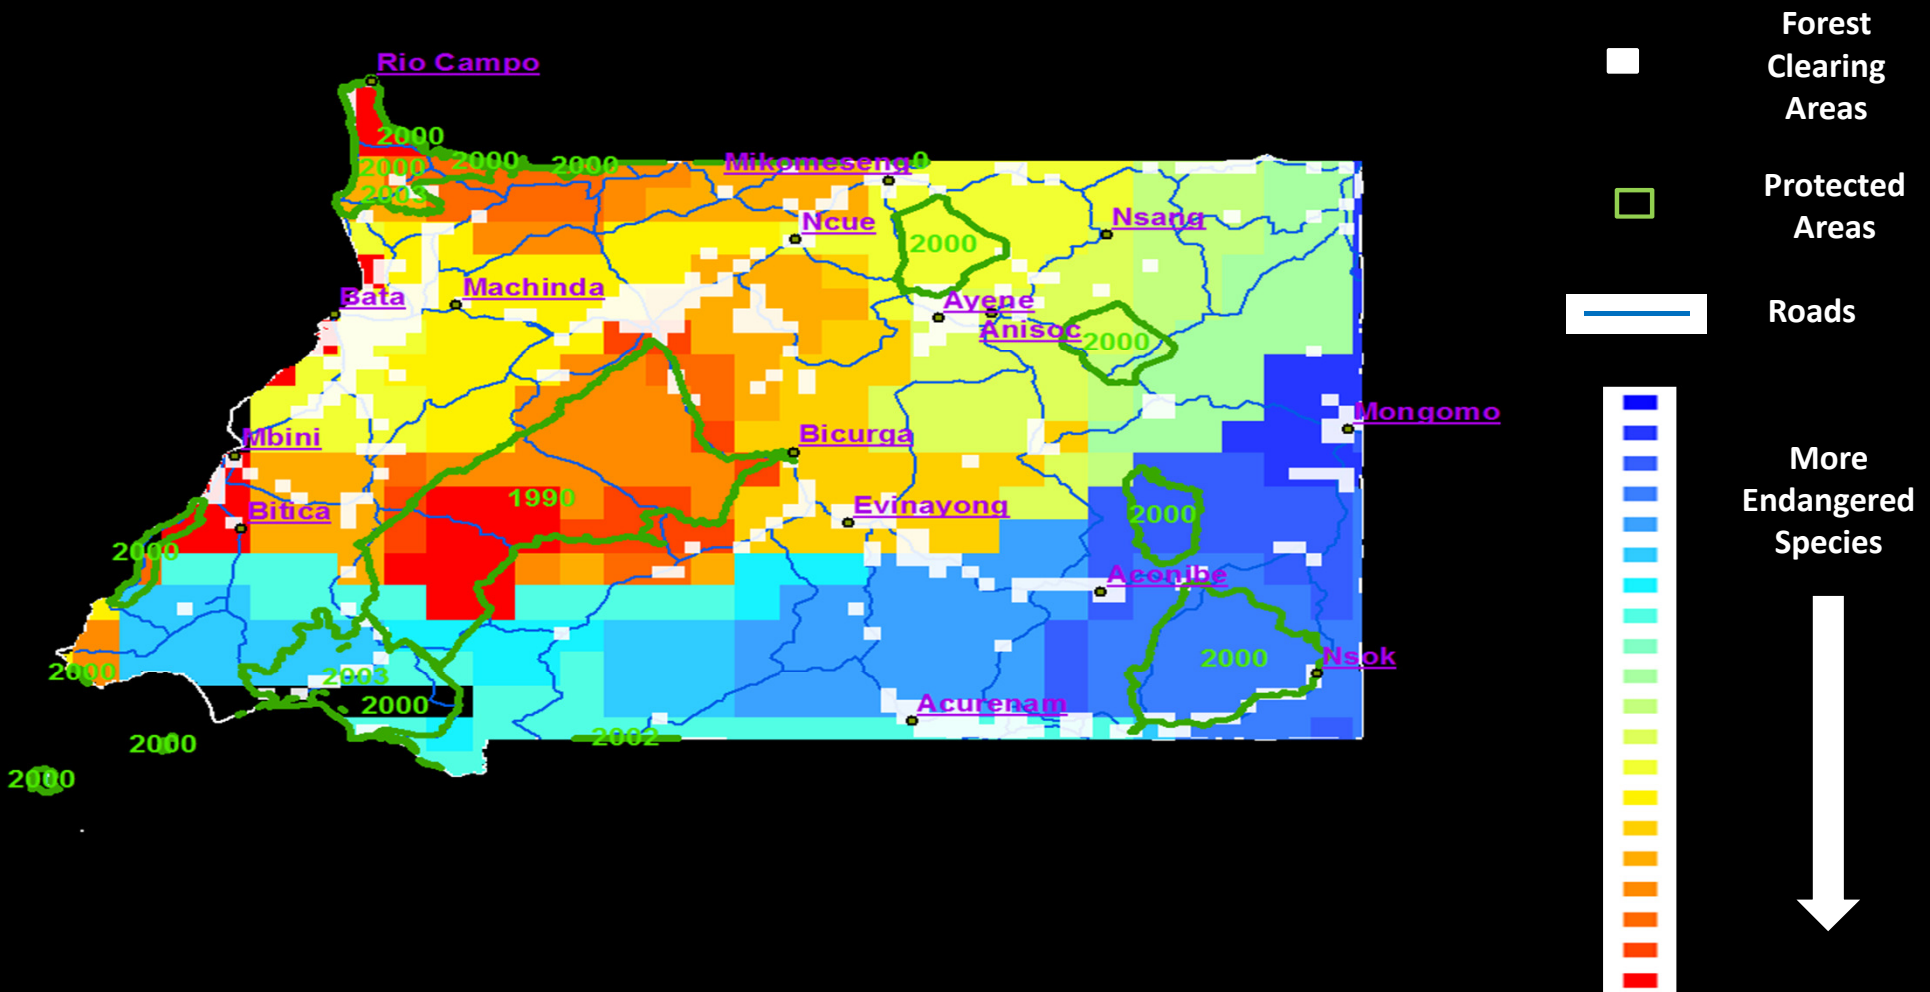 Rio Campo
2000
2000
2000
2000
2003
Mikomeseng
0
Ncue
Nsang
2000
Bata
Machinda
Ayene
Anisoc
2000
Mongomo
Mbini
Bicurga
1990
Bitica
Evinayong
2000
2000
Aconibe
2000
2000
Nsok
2003
2000
Acurenam
2000
2002
2000
Forest
Clearing
Areas
Protected
Areas
Roads
More
Endangered
Species